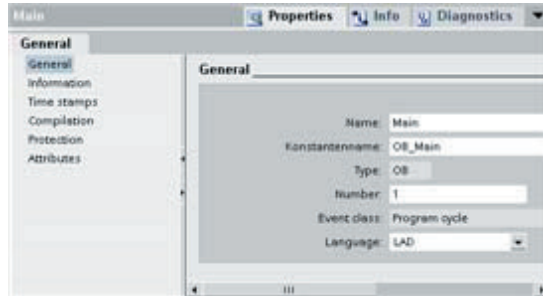 Main
Properties
Info
Diagnostics
General
General
Information
Time stamps
Compilation
Protection
Attributes
General
Name: Main
Konstantenname: OB_Main
Type: OB
Number: 1
Event class: Program cycle
Language: LAD